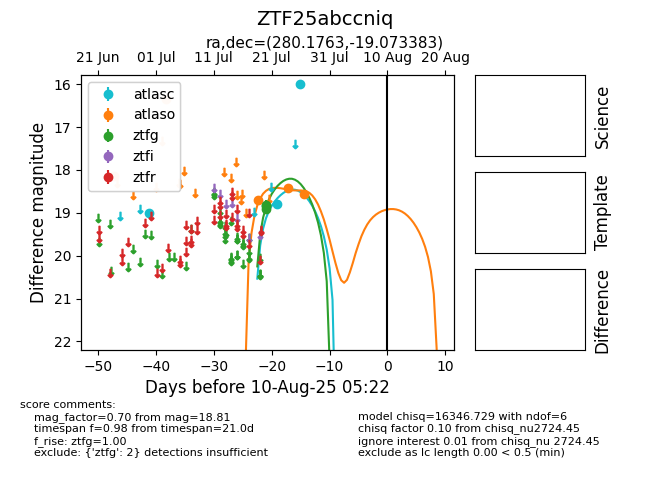 ZTF25abccniq
ra,dec=(280.1763,-19.073383)
21 Jun 01 Jul 11 Jul 21 Jul 31 Jul 10 Aug 20 Aug
16
17
18
19
20
21
22
Difference magnitude
atlasc
atlaso
ztfg
ztfi
ztfr
−50 −40 −30 −20 −10 0 10
Days before 10-Aug-25 05:22
Science
Template
Difference
score comments:
mag_factor=0.70 from mag=18.81
timespan f=0.98 from timespan=21.0d
f_rise: ztfg=1.00
exclude: {'ztfg': 2} detections insufficient
model chisq=16346.729 with ndof=6
chisq factor 0.10 from chisq_nu2724.45
ignore interest 0.01 from chisq_nu 2724.45
exclude as lc length 0.00 < 0.5 (min)